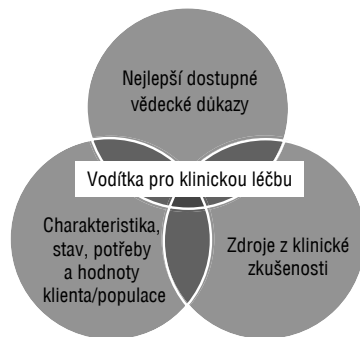 Nejlepší dostupné
vědecké důkazy
Vodítka pro klinickou léčbu
Charakteristika,
stav, potřeby
a hodnoty
klienta/populace
Zdroje z klinické
zkušenosti